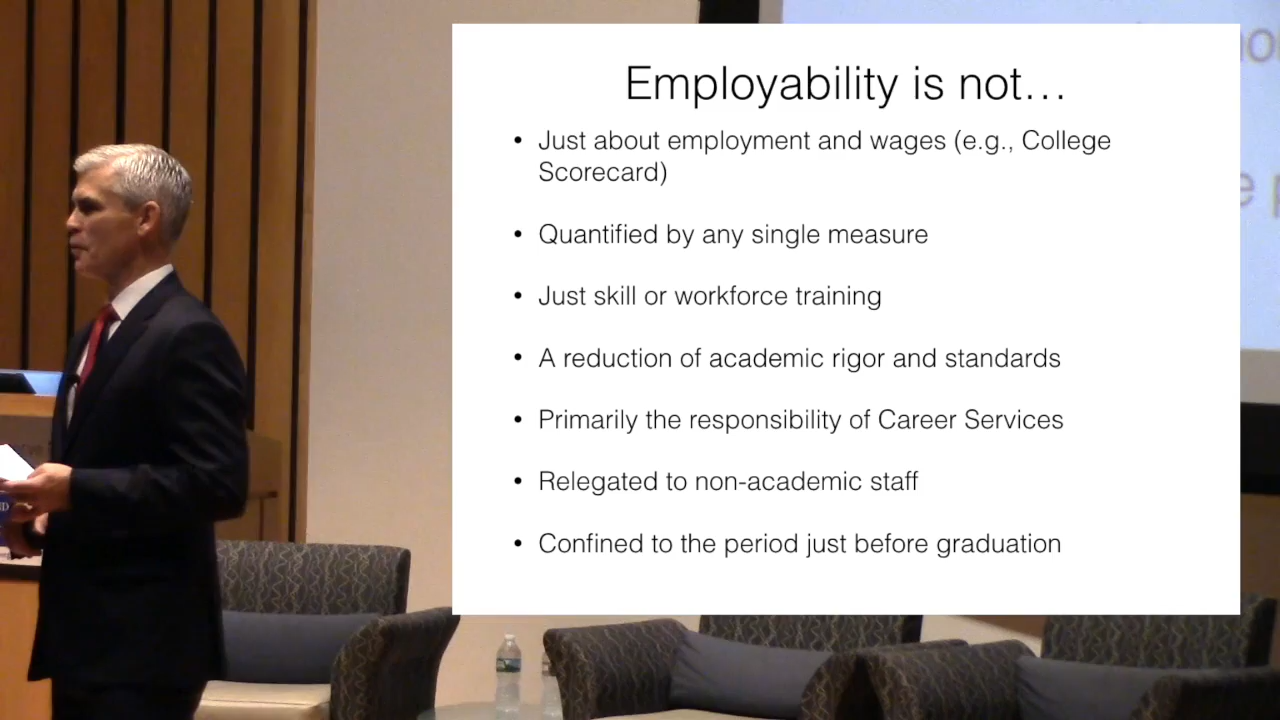 Employability is not…
• Just about employment and wages (e.g., College
Scorecard)
• Quantified by any single measure
• Just skill or workforce training
• A reduction of academic rigor and standards
• Primarily the responsibility of Career Services
• Relegated to non-academic staff
• Confined to the period just before graduation